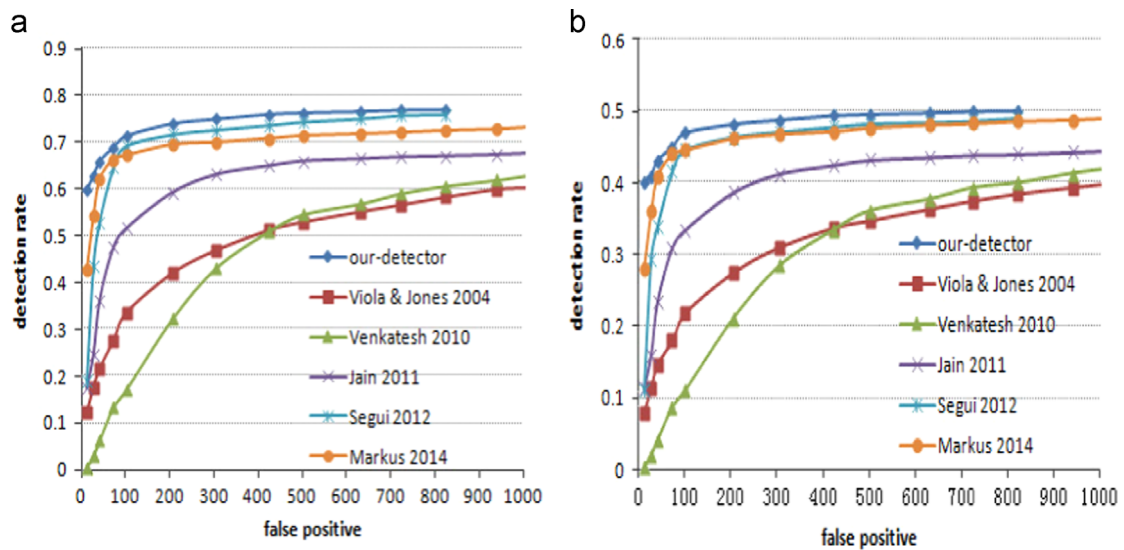 a
detection rate
0.9
0.8
0.7
0.6
0.5
0.4
0.3
0.2
0.1
0
our-detector
Viola & Jones 2004
Venkatesh 2010
Jain 2011
Segui 2012
Markus 2014
0 100 200 300 400 500 600 700 800 900 1000
false positive
b
detection rate
0.6
0.5
0.4
0.3
0.2
0.1
0
our-detector
Viola & Jones 2004
Venkatesh 2010
Jain 2011
Segui 2012
Markus 2014
0 100 200 300 400 500 600 700 800 900 1000
false positive